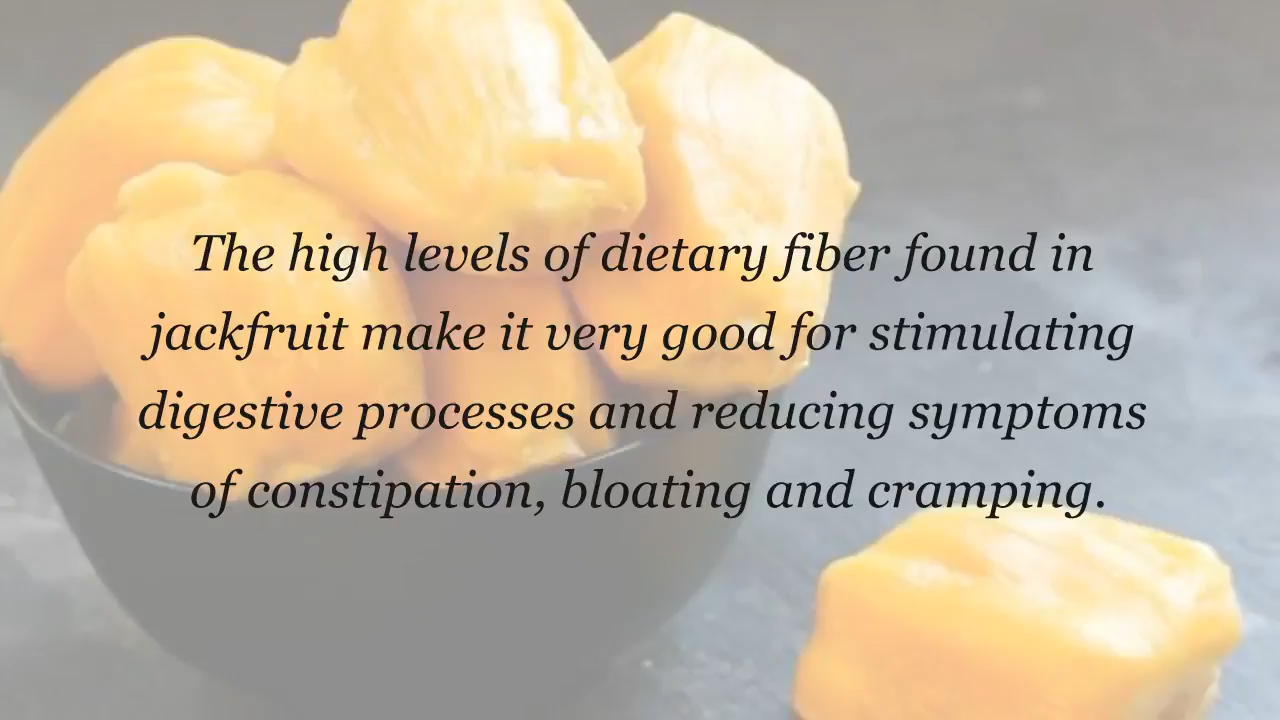 The high levels of dietary fiber found in
jackfruit make it very good for stimulating
digestive processes and reducing symptoms
of constipation, bloating and cramping.